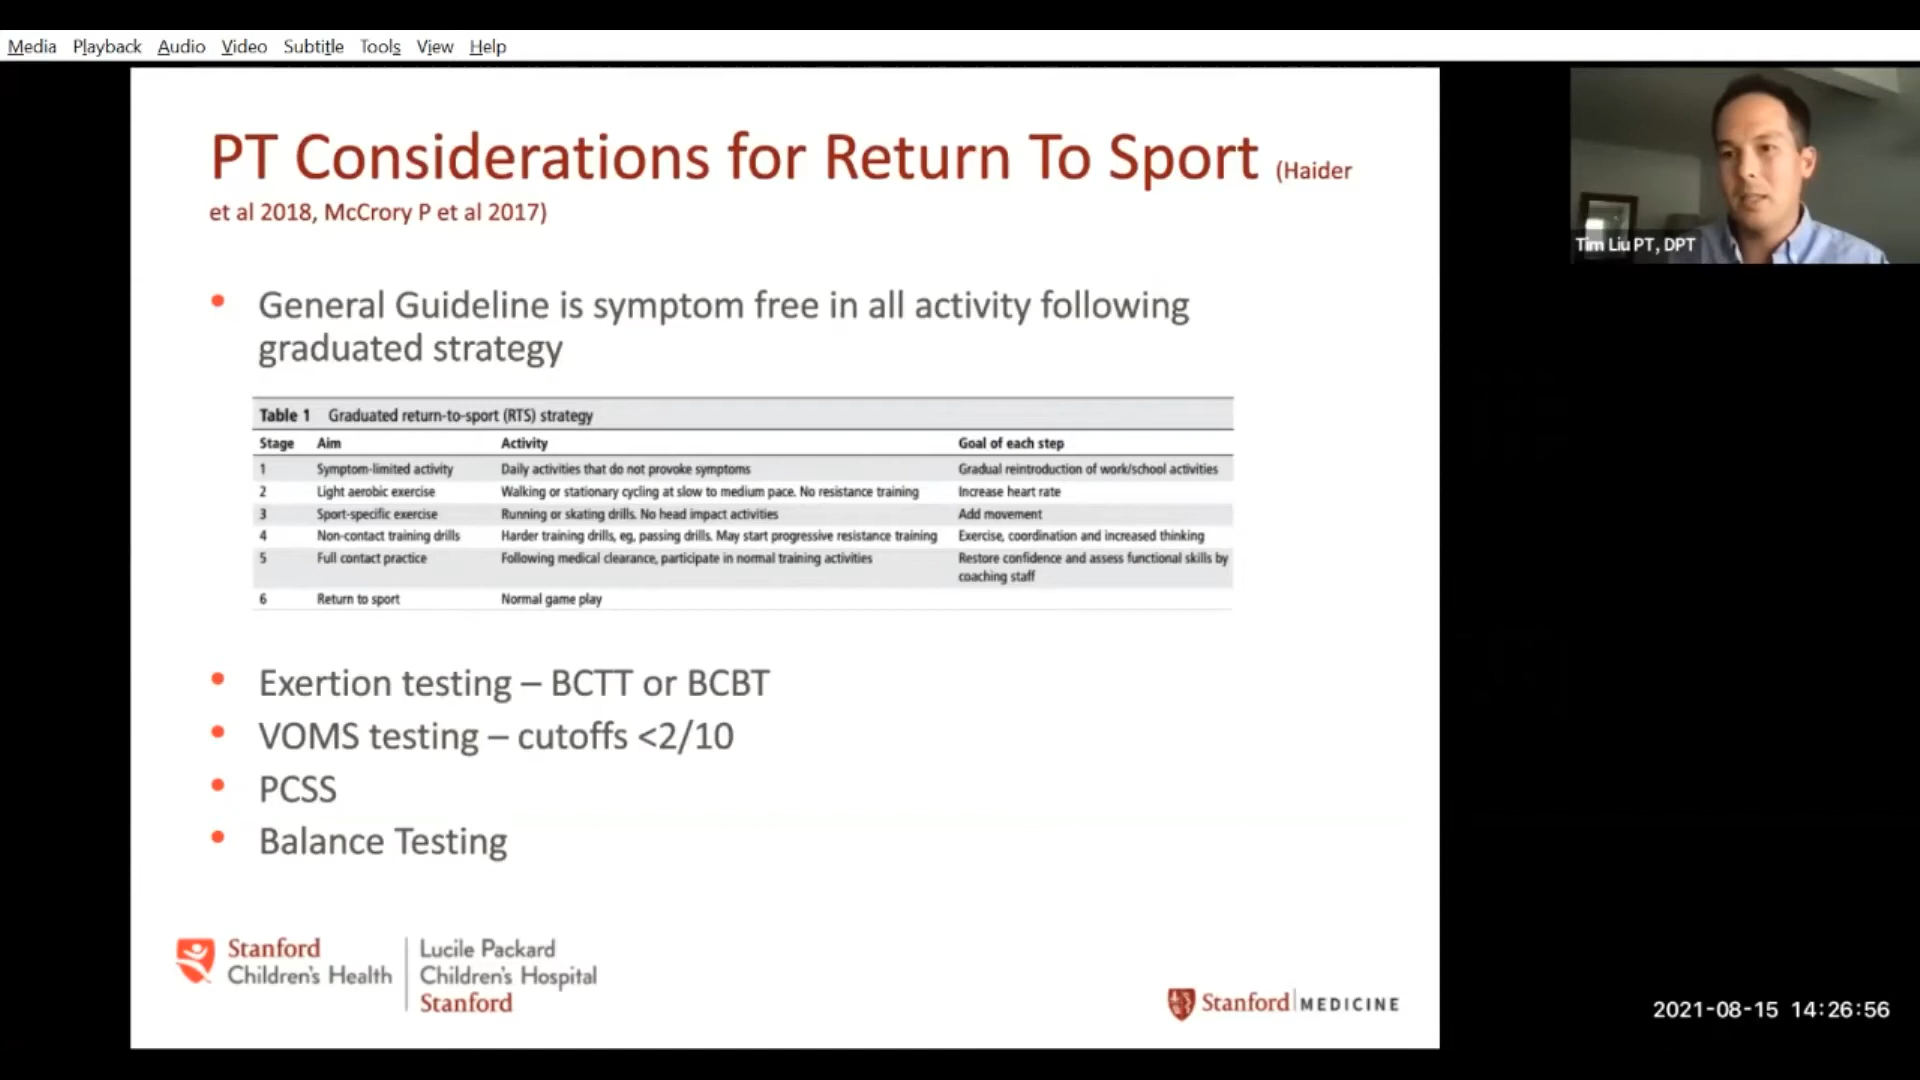 Media Playback Audio Video Subtitle Tools View Help
PT Considerations for Return To Sport (Haider
et al 2018, McCrory P et al 2017)
Tim Liu PT, DPT
• General Guideline is symptom free in all activity following
graduated strategy
Table 1 Graduated return-to-sport (RTS) strategy
Stage Aim Activity Goal of each step
1 Symptom-limited activity Daily activities that do not provoke symptoms Gradual reintroduction of work/school activities
2 Light aerobic exercise Walking or stationary cycling at slow to medium pace. No resistance training Increase heart rate
3 Sport-specific exercise Running or skating drills. No head impact activities Add movement
4 Non-contact training drills Harder training drills, eg, passing drills. May start progressive resistance training Exercise, coordination and increased thinking
5 Full contact practice Following medical clearance, participate in normal training activities Restore confidence and assess functional skills by
coaching staff
6 Return to sport Normal game play
• Exertion testing – BCTT or BCBT
• VOMS testing – cutoffs <2/10
• PCSS
• Balance Testing
Stanford
Children's Health
Lucile Packard
Children's Hospital
Stanford
Stanford MEDICINE
2021-08-15 14:26:56